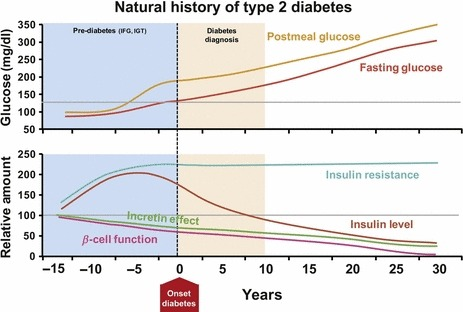 Natural history of type 2 diabetes
Pre-diabetes (IFG, IGT)
Diabetes
diagnosis
Postmeal glucose
Fasting glucose
Glucose (mg/dl)
350
300
250
200
150
100
50
Relative amount
250
200
150
100
50
0
Insulin resistance
Insulin level
Incretin effect
β-cell function
−15 −10 −5 0 5 10 15 20 25 30
Onset
diabetes
Years